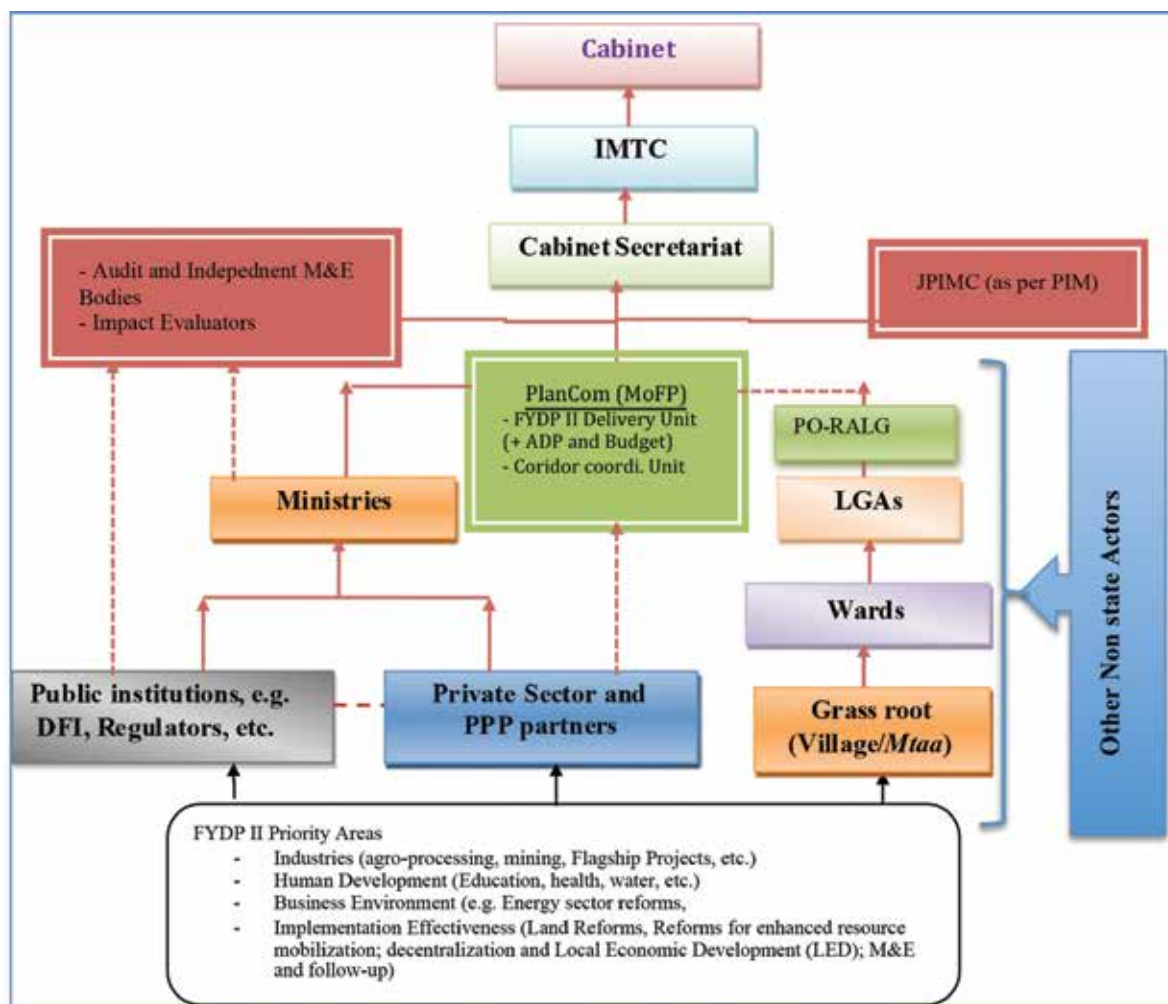 Cabinet
IMTC
Cabinet Secretariat
- Audit and Indepednent M&E
Bodies
- Impact Evaluators
JPIMC (as per PIM)
PlanCom (MoFP)
- FYDP II Delivery Unit
(+ ADP and Budget)
- Coridor coordi. Unit
PO-RALG
Ministries
LGAs
Wards
Public institutions, e.g.
DFI, Regulators, etc.
Private Sector and
PPP partners
Grass root
(Village/Mtaa)
Other Non state Actors
FYDP II Priority Areas
- Industries (agro-processing, mining, Flagship Projects, etc.)
- Human Development (Education, health, water, etc.)
- Business Environment (e.g. Energy sector reforms,
- Implementation Effectiveness (Land Reforms, Reforms for enhanced resource
mobilization; decentralization and Local Economic Development (LED); M&E
and follow-up)